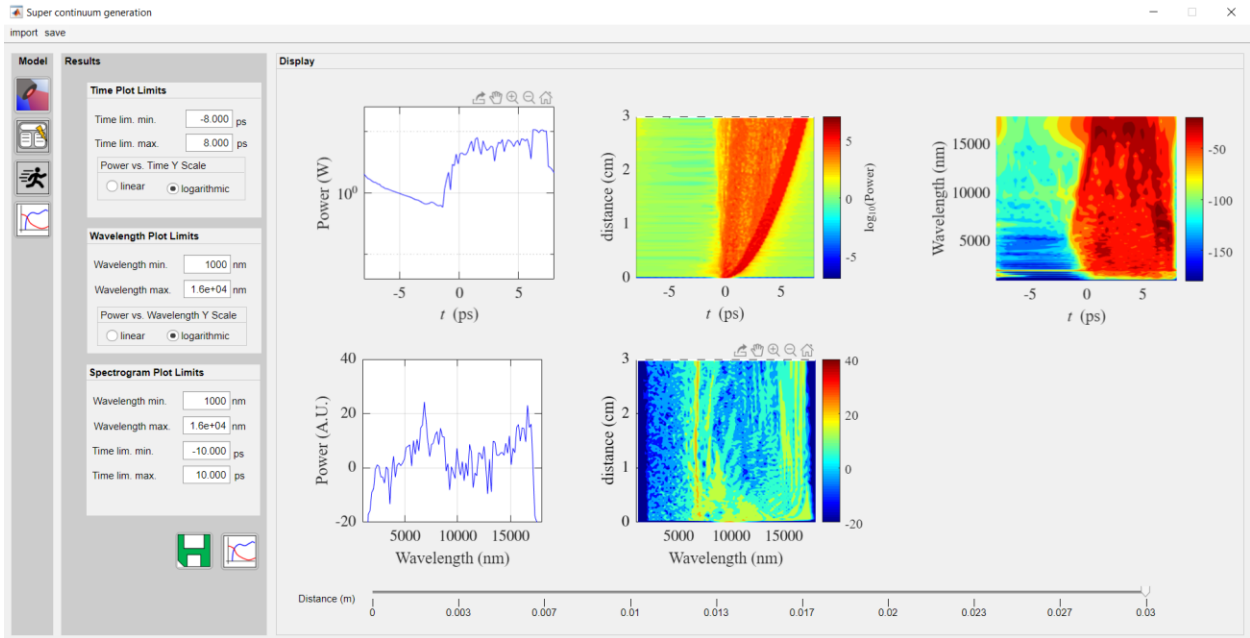 Super continuum generation
import save
Model
Results
Time Plot Limits
Time lim. min. -8.000 ps
Time lim. max. 8.000 ps
Power vs. Time Y Scale
linear logarithmic
Wavelength Plot Limits
Wavelength min. 1000 nm
Wavelength max. 1.6e+04 nm
Power vs. Wavelength Y Scale
linear logarithmic
Spectrogram Plot Limits
Wavelength min. 1000 nm
Wavelength max. 1.6e+04 nm
Time lim. min. -10.000 ps
Time lim. max. 10.000 ps
Display
Power (W)
10⁰
-5 0 5
t (ps)
distance (cm)
3
2
1
0
-5 0 5
t (ps)
5
0
-5
log₁₀(Power)
Wavelength (nm)
15000
10000
5000
-5 0 5
t (ps)
-50
-100
-150
Power (A.U.)
40
20
0
-20
5000 10000 15000
Wavelength (nm)
distance (cm)
3
2
1
0
5000 10000 15000
Wavelength (nm)
40
20
0
-20
Distance (m)
0 0.003 0.007 0.01 0.013 0.017 0.02 0.023 0.027 0.03